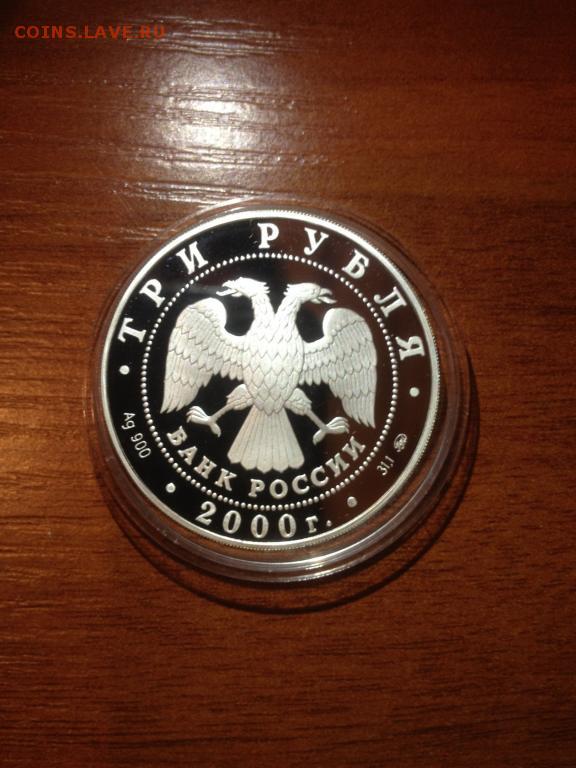 COINS.LAVE.RU
• ТРИ РУБЛЯ •
Ag 900
БАНК РОССИИ
31,1
• 2000 г. •